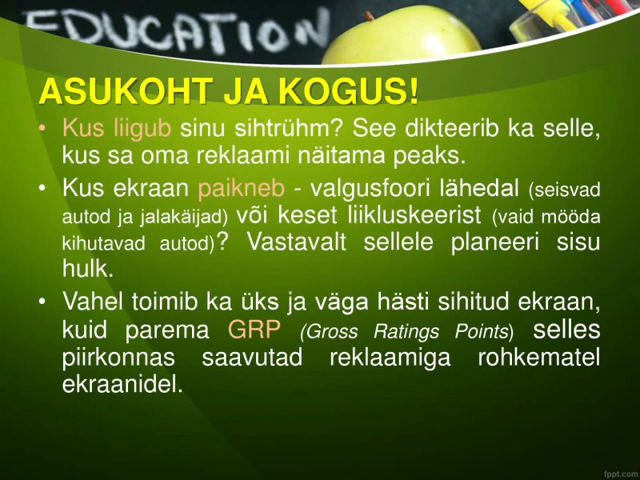 EDUCATION
ASUKOHT JA KOGUS!
• Kus liigub sinu sihtrühm? See dikteerib ka selle,
kus sa oma reklaami näitama peaks.
• Kus ekraan paikneb - valgusfoori lähedal (seisvad
autod ja jalakäijad) või keset liikluskeerist (vaid mööda
kihutavad autod)? Vastavalt sellele planeeri sisu
hulk.
• Vahel toimib ka üks ja väga hästi sihitud ekraan,
kuid parema GRP (Gross Ratings Points) selles
piirkonnas saavutad reklaamiga rohkematel
ekraanidel.
fppt.com